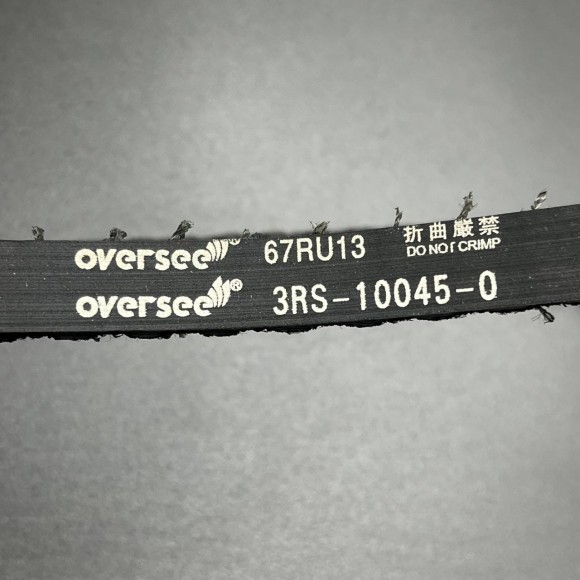 oversee® 67RU13 折曲厳禁
DO NOT CRIMP
oversee® 3RS-10045-0